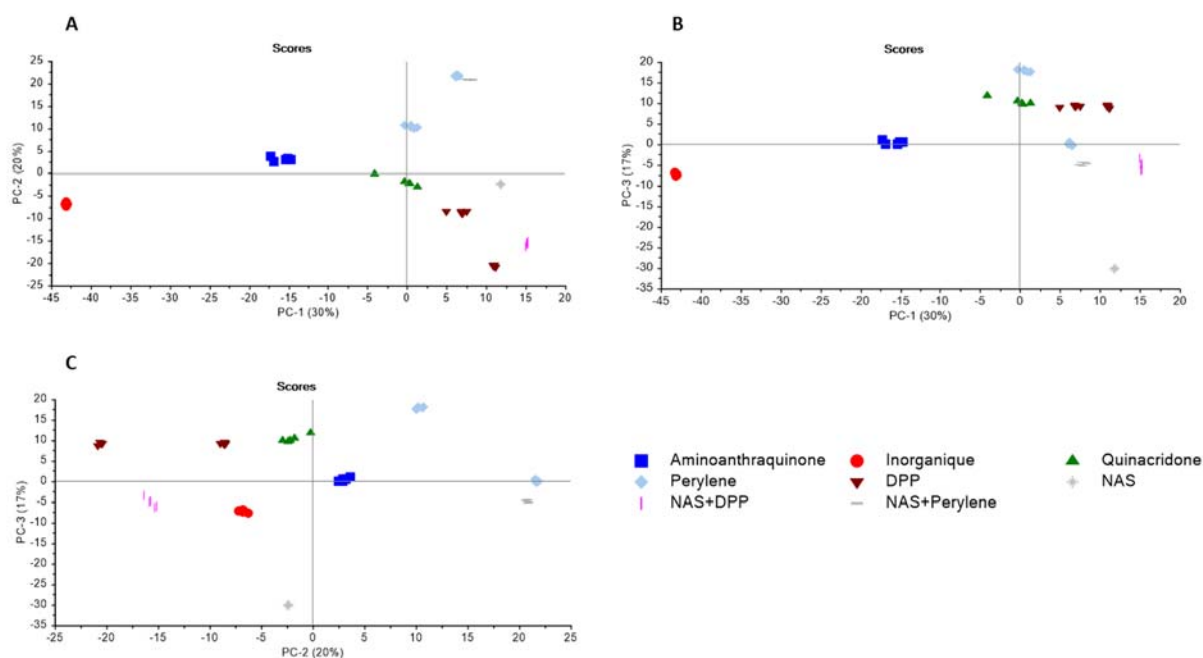 A
Scores
25
20
15
10
5
0
-5
-10
-15
-20
-25
PC-2 (20%)
-45 -40 -35 -30 -25 -20 -15 -10 -5 0 5 10 15 20
PC-1 (30%)
B
Scores
20
15
10
5
0
-5
-10
-15
-20
-25
-30
-35
PC-3 (17%)
-45 -40 -35 -30 -25 -20 -15 -10 -5 0 5 10 15 20
PC-1 (30%)
C
Scores
20
15
10
5
0
-5
-10
-15
-20
-25
-30
-35
PC-3 (17%)
-25 -20 -15 -10 -5 0 5 10 15 20 25
PC-2 (20%)
Aminoanthraquinone Inorganique Quinacridone
Perylene DPP NAS
NAS+DPP NAS+Perylene